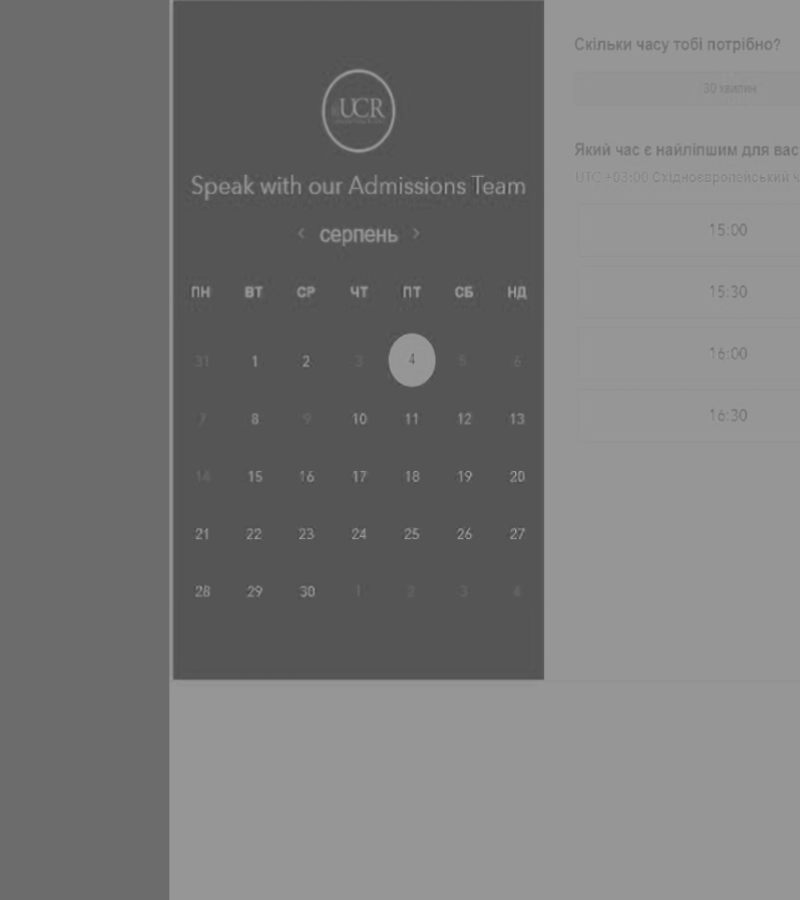 UCR
Speak with our Admissions Team
‹ серпень ›
ПН ВТ СР ЧТ ПТ СБ НД
31 1 2 3 4 5 6
7 8 9 10 11 12 13
14 15 16 17 18 19 20
21 22 23 24 25 26 27
28 29 30 1 2 3 4
Скільки часу тобі потрібно?
30 хвилин
Який час є найліпшим для вас
UTC +03:00 Східноєвропейський ч
15:00
15:30
16:00
16:30